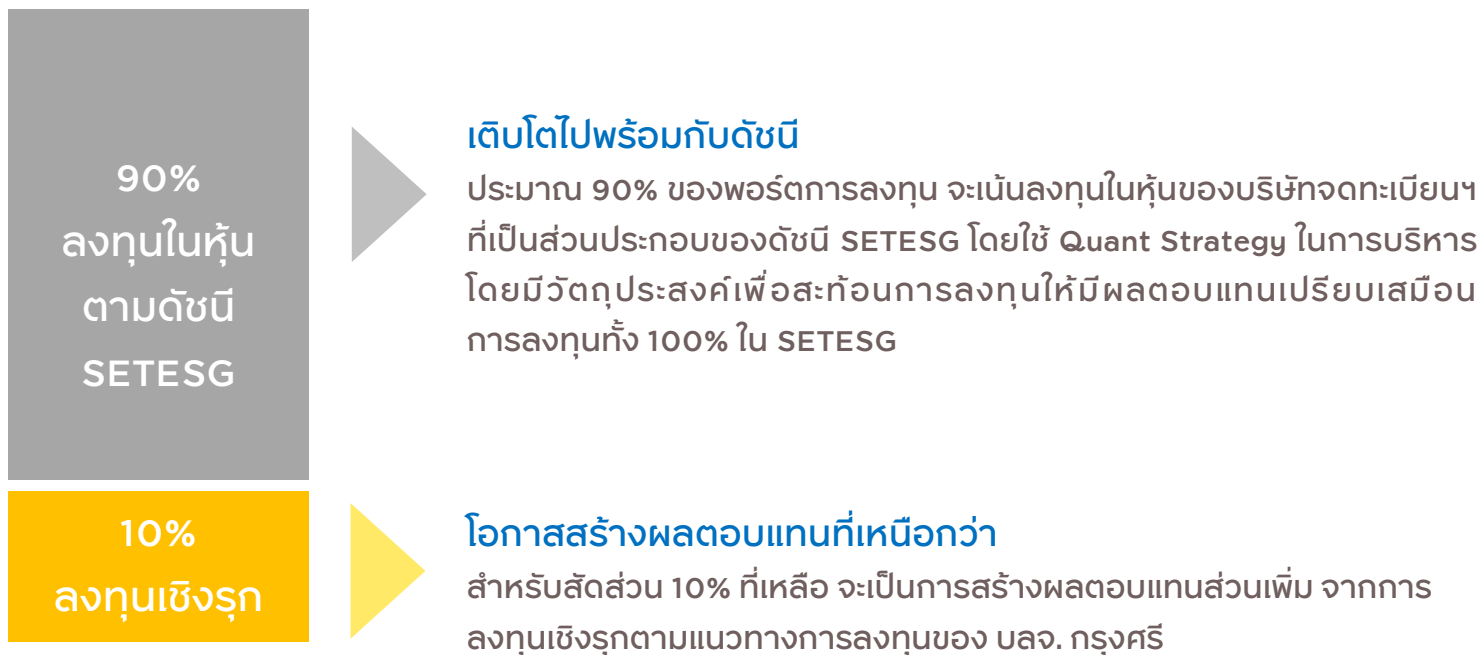 90%
ลงทุนในหุ้น
ตามดัชนี
SETESG
เติบโตไปพร้อมกับดัชนี
ประมาณ 90% ของพอร์ตการลงทุน จะเน้นลงทุนในหุ้นของบริษัทจดทะเบียนฯ
ที่เป็นส่วนประกอบของดัชนี SETESG โดยใช้ Quant Strategy ในการบริหาร
โดยมีวัตถุประสงค์เพื่อสะท้อนการลงทุนให้มีผลตอบแทนเปรียบเสมือน
การลงทุนทั้ง 100% ใน SETESG
10%
ลงทุนเชิงรุก
โอกาสสร้างผลตอบแทนที่เหนือกว่า
สำหรับสัดส่วน 10% ที่เหลือ จะเป็นการสร้างผลตอบแทนส่วนเพิ่ม จากการ
ลงทุนเชิงรุกตามแนวทางการลงทุนของ บลจ. กรุงศรี